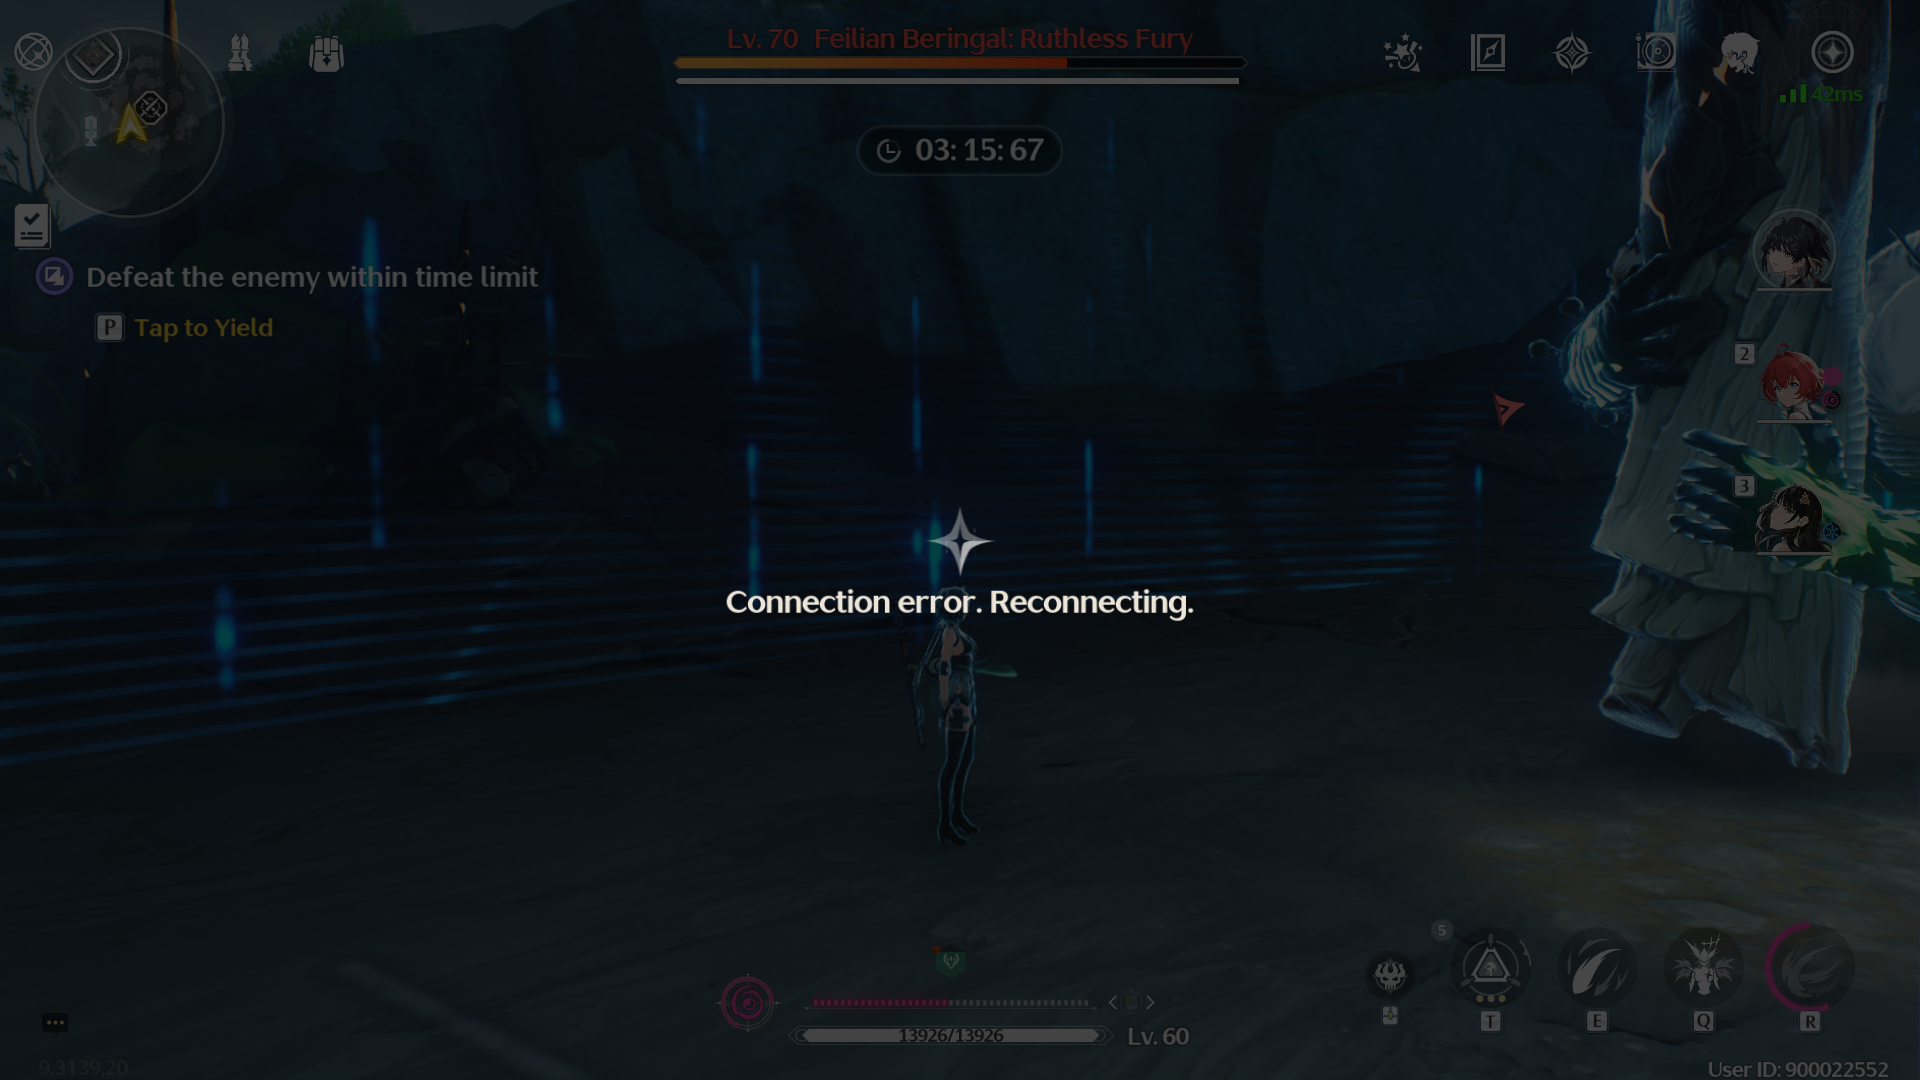 Lv. 70 Feilian Beringal: Ruthless Fury
42ms
03: 15: 67
Defeat the enemy within time limit
P Tap to Yield
2
3
Connection error. Reconnecting.
5
T
E
Q
R
13926/13926
Lv. 60
9,3139,20
User ID: 900022552